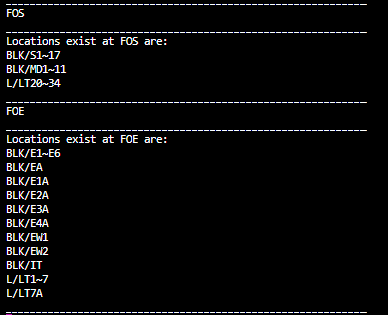 FOS
Locations exist at FOS are:
BLK/S1~17
BLK/MD1~11
L/LT20~34
FOE
Locations exist at FOE are:
BLK/E1~E6
BLK/EA
BLK/E1A
BLK/E2A
BLK/E3A
BLK/E4A
BLK/EW1
BLK/EW2
BLK/IT
L/LT1~7
L/LT7A